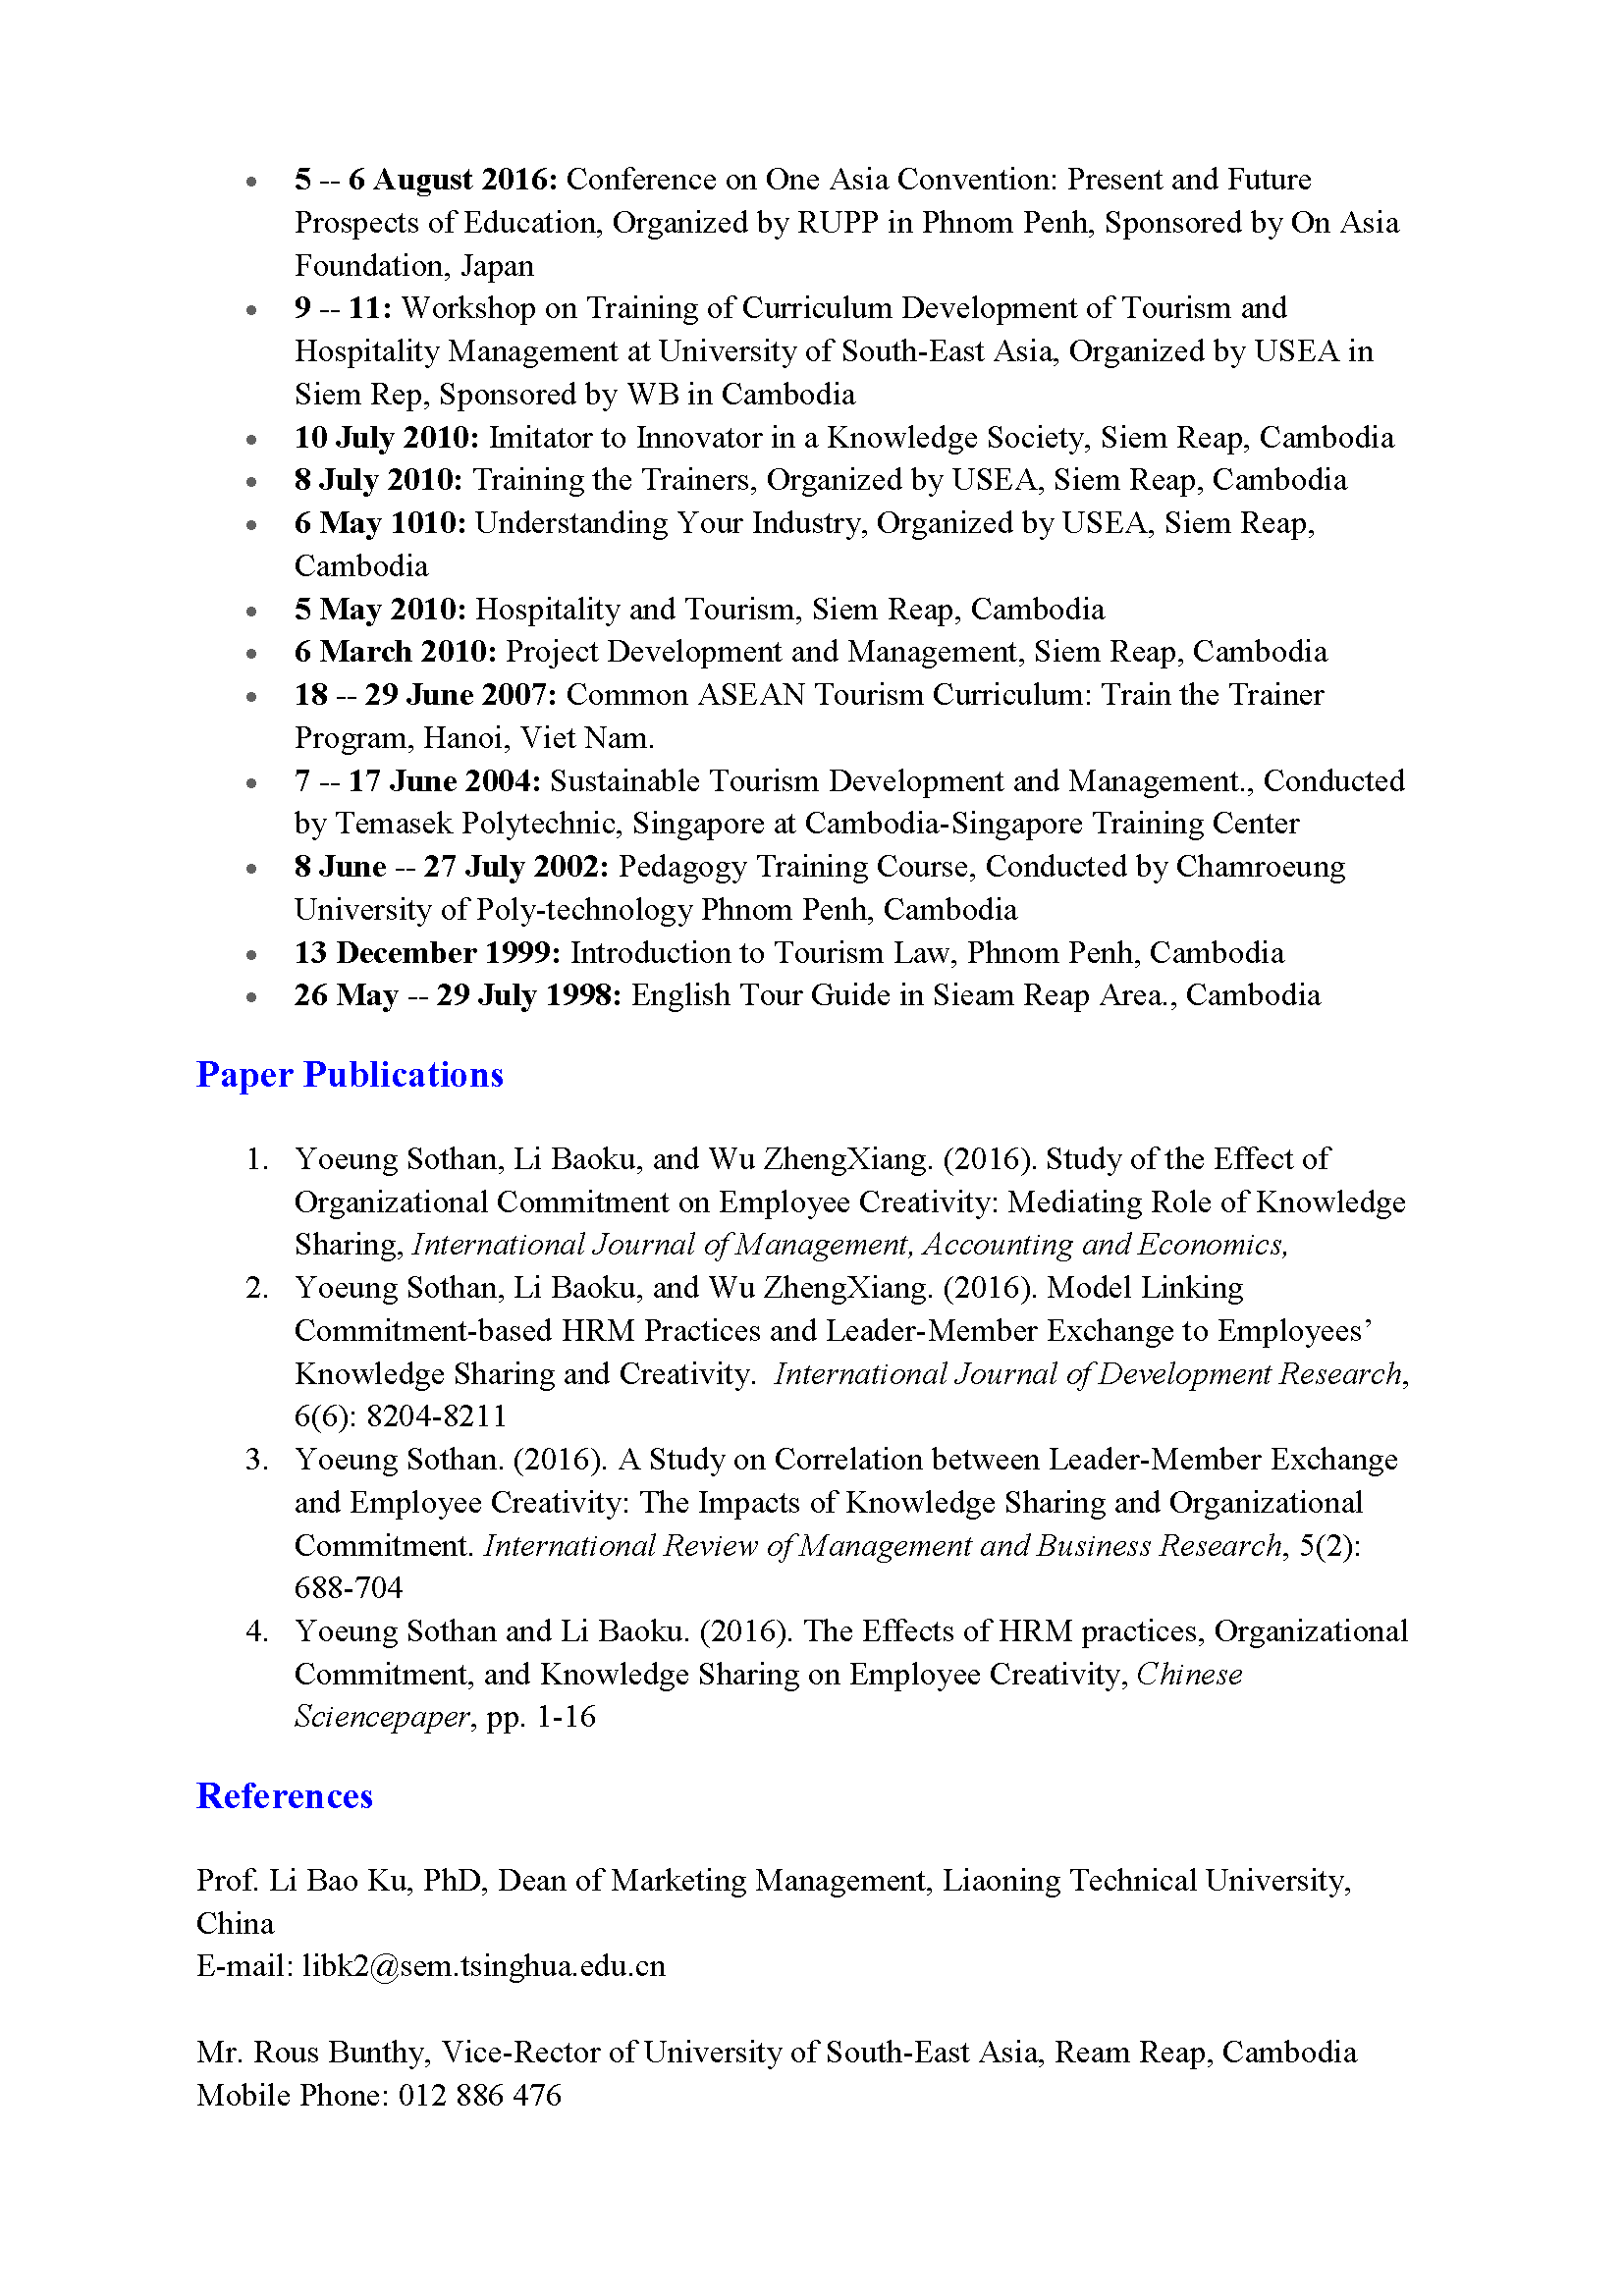 • 5 -- 6 August 2016: Conference on One Asia Convention: Present and Future
Prospects of Education, Organized by RUPP in Phnom Penh, Sponsored by On Asia
Foundation, Japan
• 9 -- 11: Workshop on Training of Curriculum Development of Tourism and
Hospitality Management at University of South-East Asia, Organized by USEA in
Siem Rep, Sponsored by WB in Cambodia
• 10 July 2010: Imitator to Innovator in a Knowledge Society, Siem Reap, Cambodia
• 8 July 2010: Training the Trainers, Organized by USEA, Siem Reap, Cambodia
• 6 May 1010: Understanding Your Industry, Organized by USEA, Siem Reap,
Cambodia
• 5 May 2010: Hospitality and Tourism, Siem Reap, Cambodia
• 6 March 2010: Project Development and Management, Siem Reap, Cambodia
• 18 -- 29 June 2007: Common ASEAN Tourism Curriculum: Train the Trainer
Program, Hanoi, Viet Nam.
• 7 -- 17 June 2004: Sustainable Tourism Development and Management., Conducted
by Temasek Polytechnic, Singapore at Cambodia-Singapore Training Center
• 8 June -- 27 July 2002: Pedagogy Training Course, Conducted by Chamroeung
University of Poly-technology Phnom Penh, Cambodia
• 13 December 1999: Introduction to Tourism Law, Phnom Penh, Cambodia
• 26 May -- 29 July 1998: English Tour Guide in Sieam Reap Area., Cambodia
Paper Publications
1. Yoeung Sothan, Li Baoku, and Wu ZhengXiang. (2016). Study of the Effect of
Organizational Commitment on Employee Creativity: Mediating Role of Knowledge
Sharing, International Journal of Management, Accounting and Economics,
2. Yoeung Sothan, Li Baoku, and Wu ZhengXiang. (2016). Model Linking
Commitment-based HRM Practices and Leader-Member Exchange to Employees’
Knowledge Sharing and Creativity.  International Journal of Development Research,
6(6): 8204-8211
3. Yoeung Sothan. (2016). A Study on Correlation between Leader-Member Exchange
and Employee Creativity: The Impacts of Knowledge Sharing and Organizational
Commitment. International Review of Management and Business Research, 5(2):
688-704
4. Yoeung Sothan and Li Baoku. (2016). The Effects of HRM practices, Organizational
Commitment, and Knowledge Sharing on Employee Creativity, Chinese
Sciencepaper, pp. 1-16
References
Prof. Li Bao Ku, PhD, Dean of Marketing Management, Liaoning Technical University,
China
E-mail: libk2@sem.tsinghua.edu.cn
Mr. Rous Bunthy, Vice-Rector of University of South-East Asia, Ream Reap, Cambodia
Mobile Phone: 012 886 476